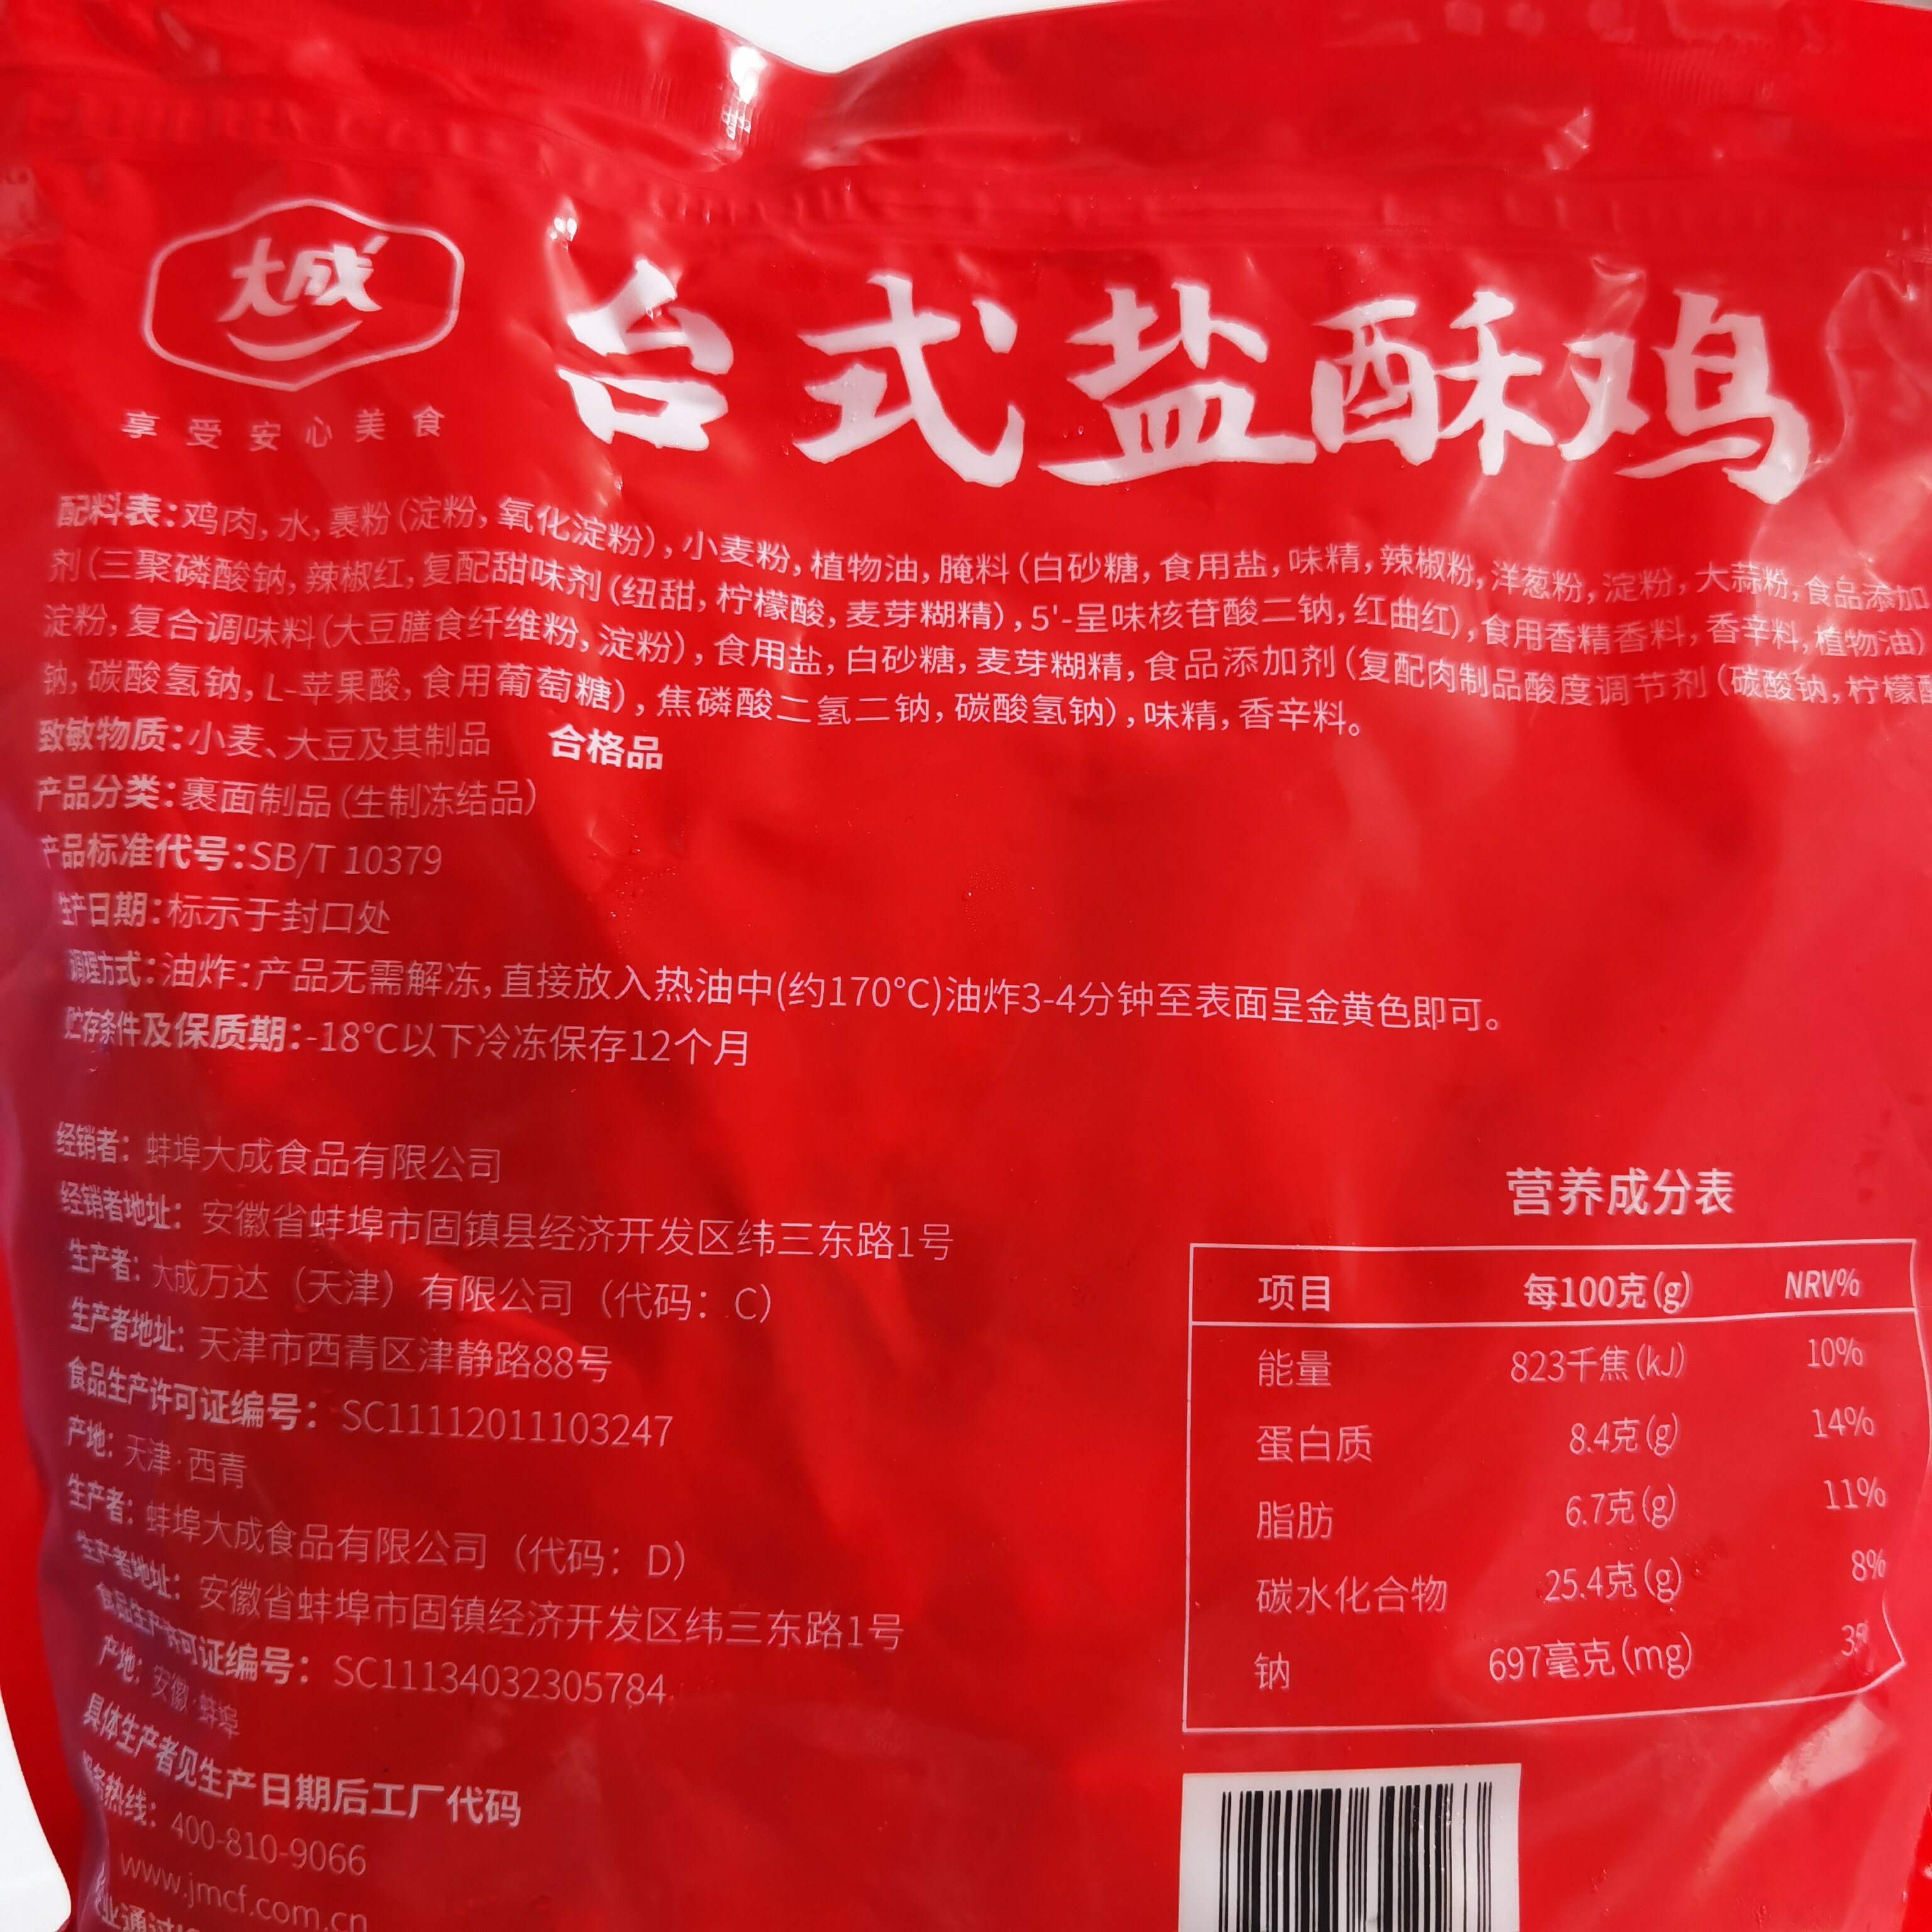 大成
享受安心美食
台式盐酥鸡
配料表:鸡肉,水,裹粉(淀粉,氧化淀粉),小麦粉,植物油,腌料(白砂糖,食用盐,味精,辣椒粉,洋葱粉,淀粉,大蒜粉,食品添加
剂(三聚磷酸钠,辣椒红,复配甜味剂(纽甜,柠檬酸,麦芽糊精),5'-呈味核苷酸二钠,红曲红),食用香精香料,香辛料,植物油)
淀粉,复合调味料(大豆膳食纤维粉,淀粉),食用盐,白砂糖,麦芽糊精,食品添加剂(复配肉制品酸度调节剂(碳酸钠,柠檬酸
钠,碳酸氢钠,L-苹果酸,食用葡萄糖),焦磷酸二氢二钠,碳酸氢钠),味精,香辛料。
致敏物质:小麦、大豆及其制品 合格品
产品分类:裹面制品(生制冻结品)
产品标准代号:SB/T 10379
生产日期:标示于封口处
调理方式:油炸:产品无需解冻,直接放入热油中(约170℃)油炸3-4分钟至表面呈金黄色即可。
贮存条件及保质期:-18℃以下冷冻保存12个月
经销者:蚌埠大成食品有限公司
经销者地址:安徽省蚌埠市固镇县经济开发区纬三东路1号
生产者:大成万达(天津)有限公司(代码:C)
生产者地址:天津市西青区津静路88号
食品生产许可证编号:SC11112011103247
产地:天津·西青
生产者:蚌埠大成食品有限公司(代码:D)
生产者地址:安徽省蚌埠市固镇经济开发区纬三东路1号
食品生产许可证编号:SC11134032305784
产地:安徽·蚌埠
具体生产者见生产日期后工厂代码
服务热线:400-810-9066
www.jmcf.com.cn
业通过
营养成分表
项目 每100克(g) NRV%
能量 823千焦(kJ) 10%
蛋白质 8.4克(g) 14%
脂肪 6.7克(g) 11%
碳水化合物 25.4克(g) 8%
钠 697毫克(mg)